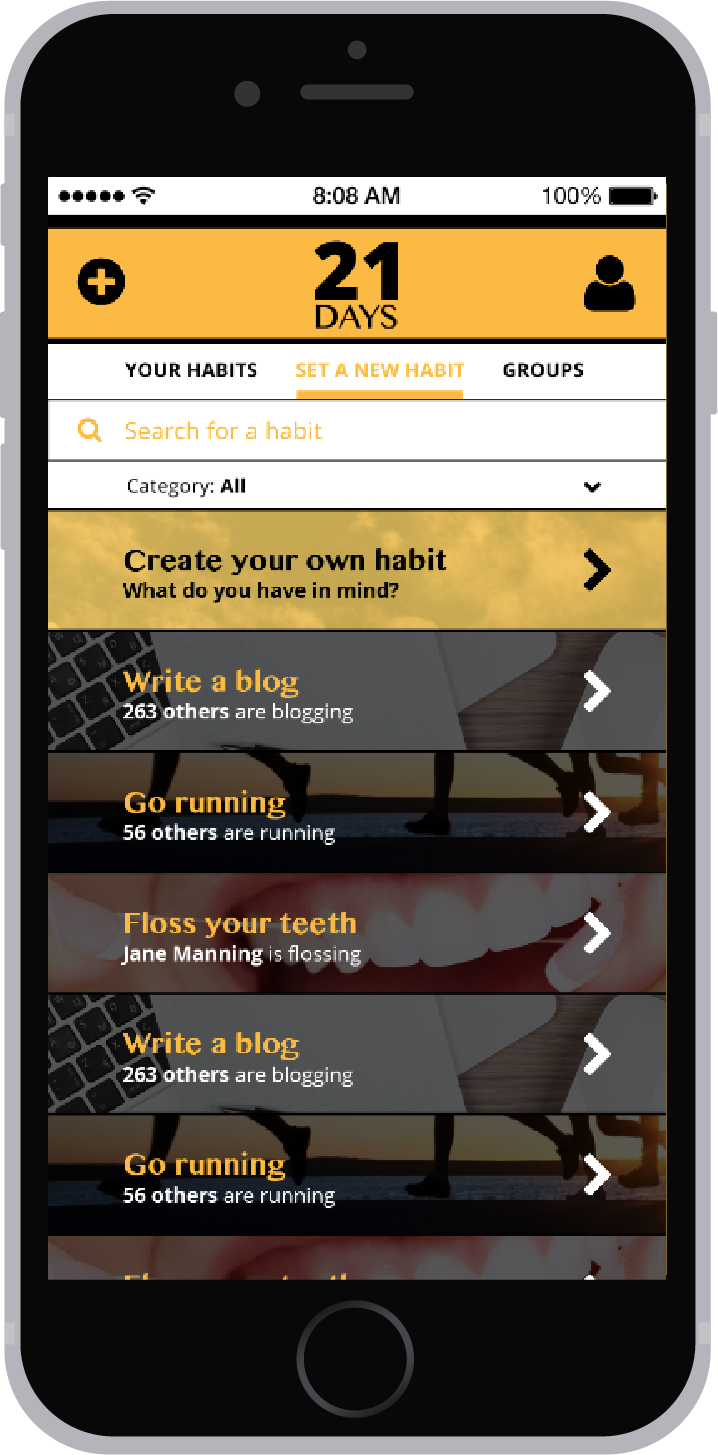 8:08 AM
100%
21
DAYS
YOUR HABITS
SET A NEW HABIT
GROUPS
Search for a habit
Category: All
Create your own habit
What do you have in mind?
Write a blog
263 others are blogging
Go running
56 others are running
Floss your teeth
Jane Manning is flossing
Write a blog
263 others are blogging
Go running
56 others are running